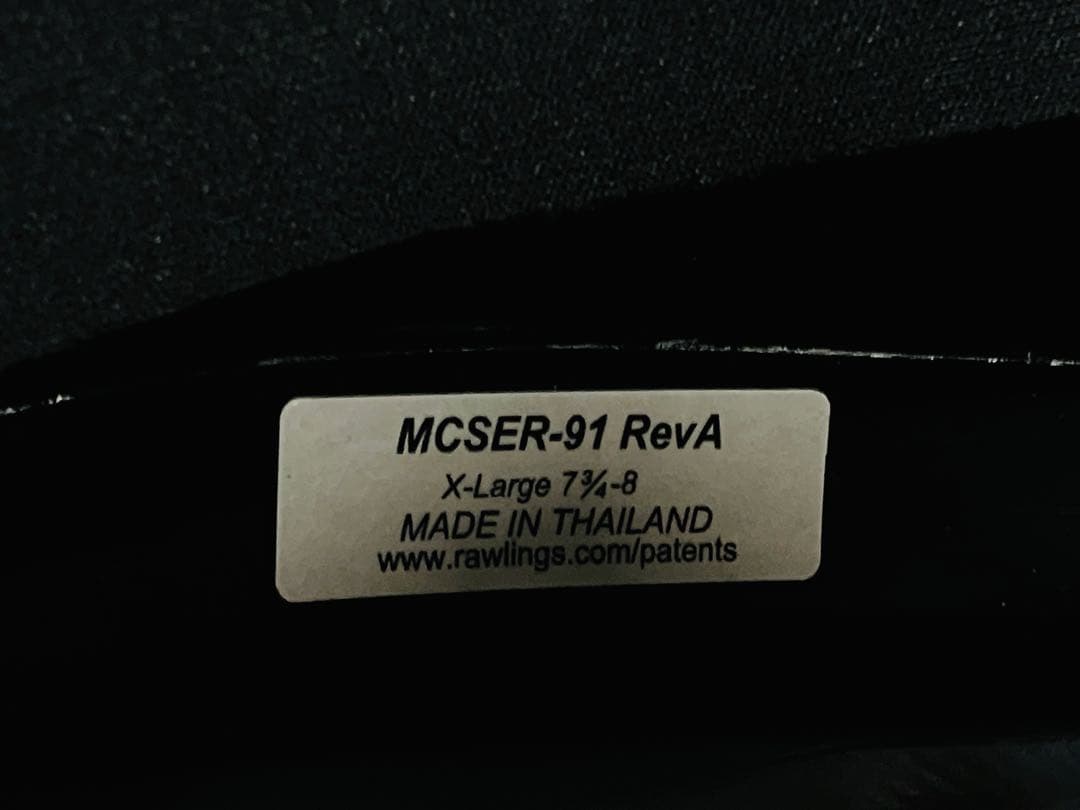 MCSER-91 RevA
X-Large 7¾-8
MADE IN THAILAND
www.rawlings.com/patents